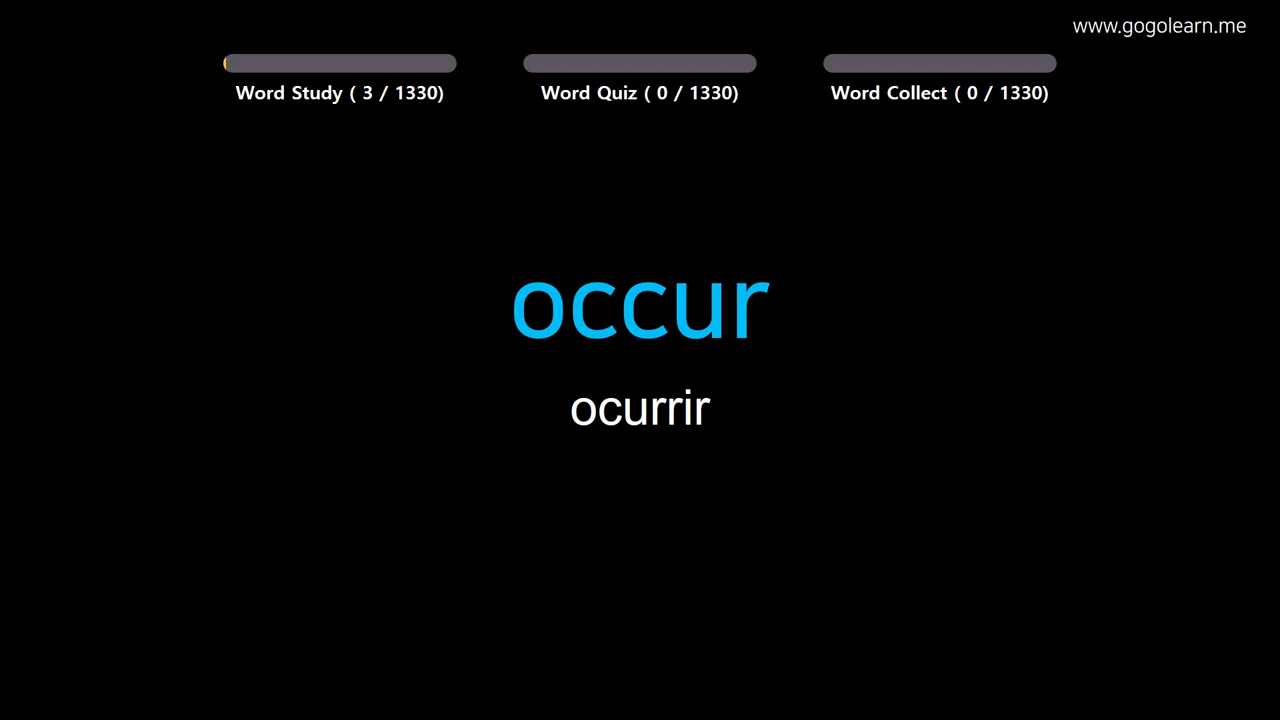 www.gogolearn.me
Word Study ( 3 / 1330)
Word Quiz ( 0 / 1330)
Word Collect ( 0 / 1330)
occur
ocurrir